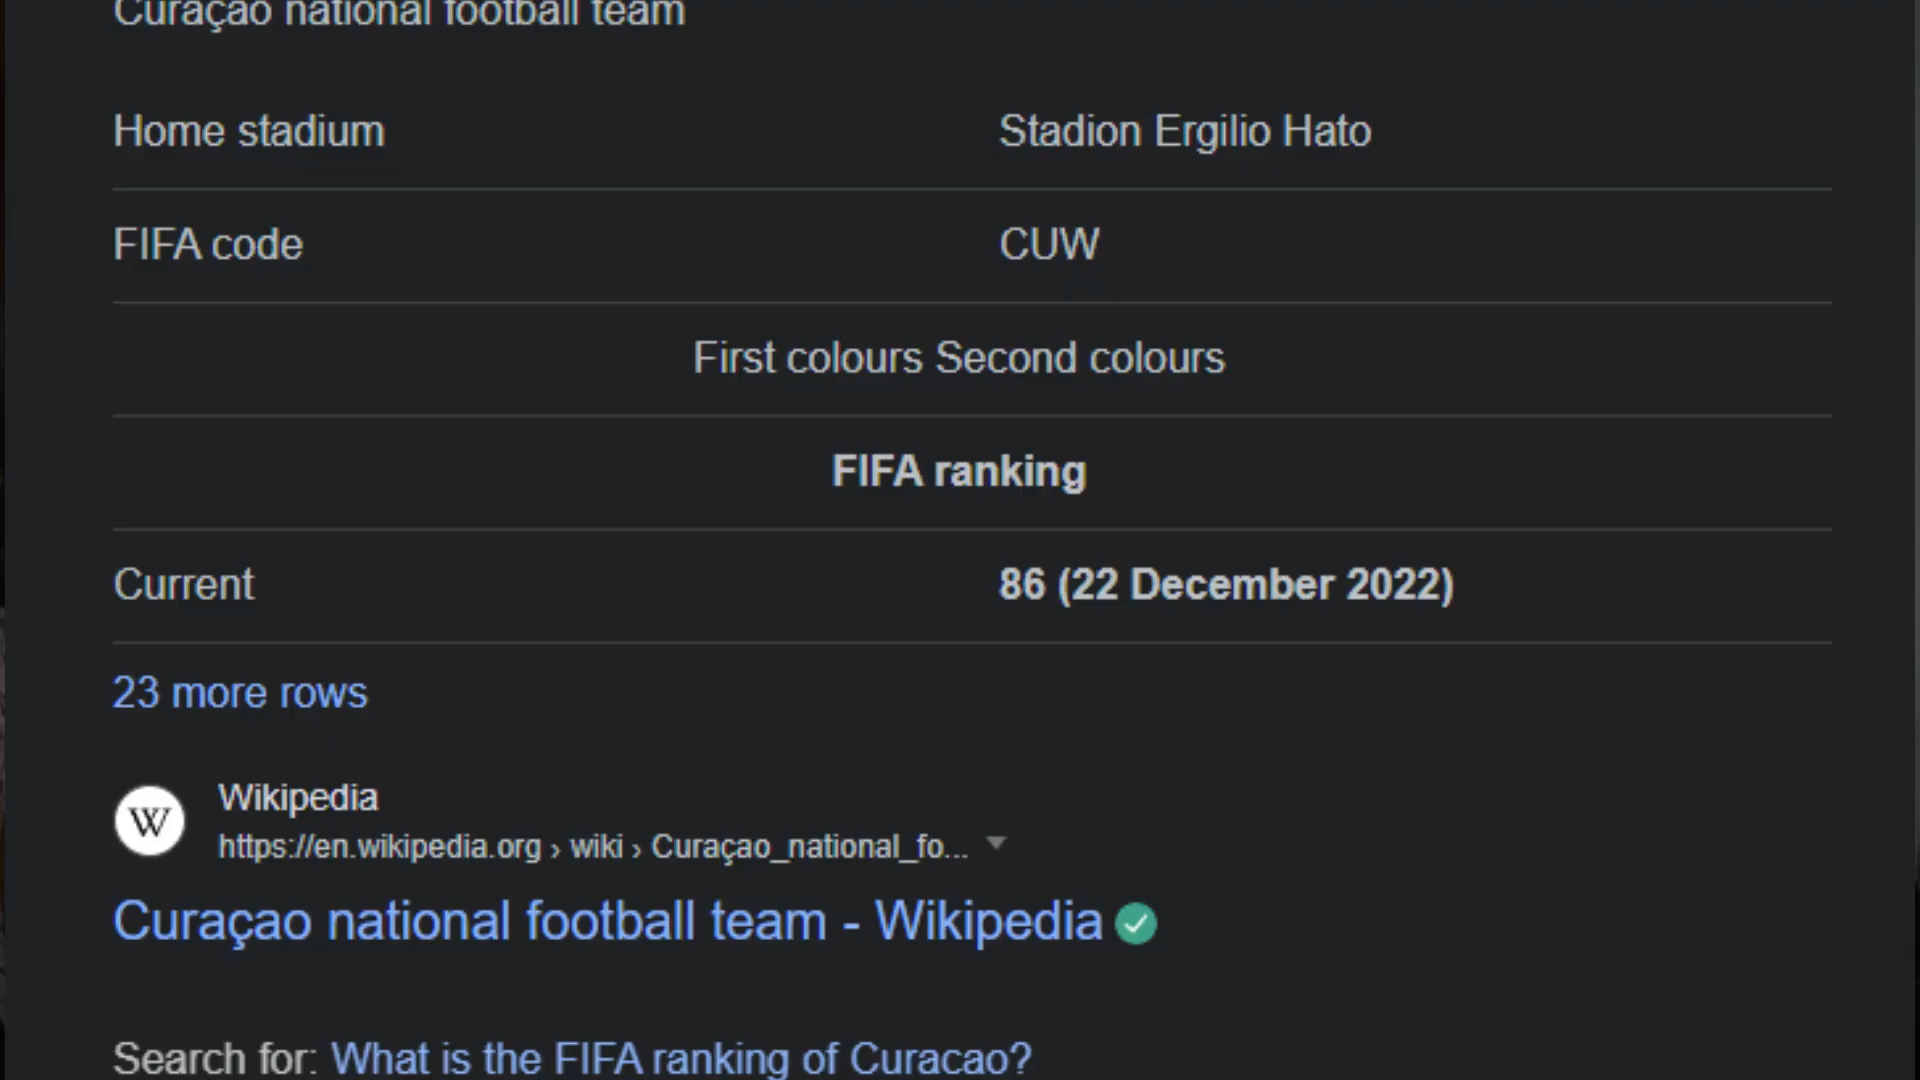 Curaçao national football team
Home stadium Stadion Ergilio Hato
FIFA code CUW
First colours Second colours
FIFA ranking
Current 86 (22 December 2022)
23 more rows
W
Wikipedia
https://en.wikipedia.org › wiki › Curaçao_national_fo...
Curaçao national football team - Wikipedia
Search for: What is the FIFA ranking of Curacao?